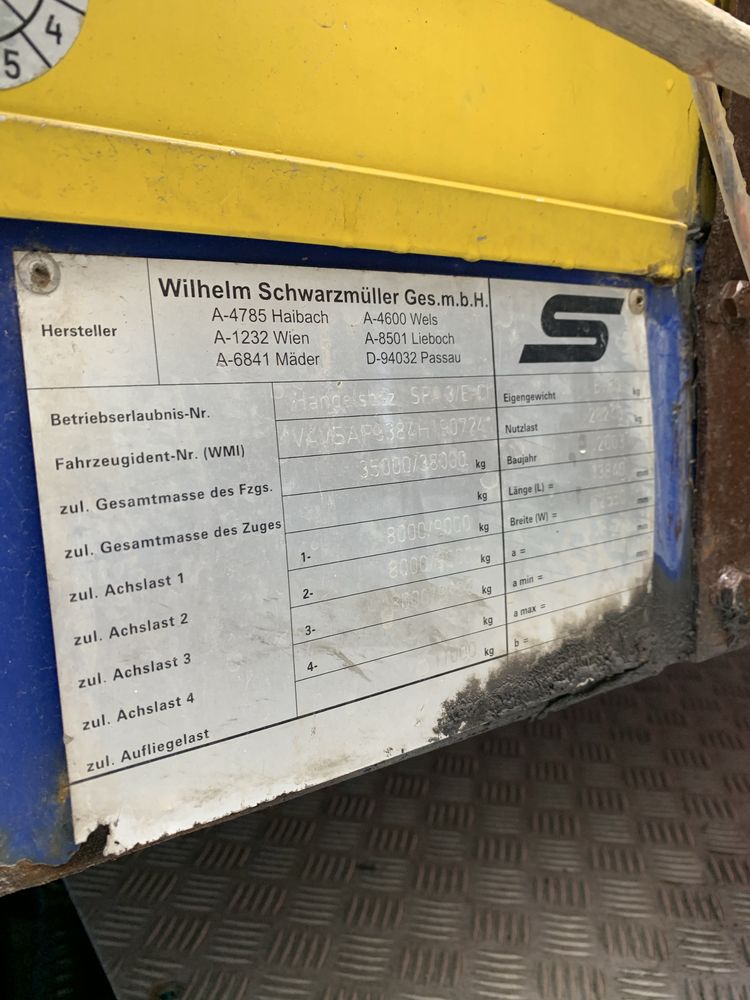 4
5
Wilhelm Schwarzmüller Ges.m.b.H.
Hersteller
A-4785 Haibach A-4600 Wels
A-1232 Wien A-8501 Lieboch
A-6841 Mäder D-94032 Passau
S
Betriebserlaubnis-Nr.
Fahrzeugident-Nr. (WMI)
zul. Gesamtmasse des Fzgs. 35000/38000 kg
zul. Gesamtmasse des Zuges kg
zul. Achslast 1 1- 8000/9000 kg
zul. Achslast 2 2- kg
zul. Achslast 3 3- kg
zul. Achslast 4 4- kg
zul. Aufliegelast kg
Eigengewicht kg
Nutzlast kg
Baujahr
Länge (L) = mm
Breite (W) = mm
a = mm
a min = mm
a max =
b =